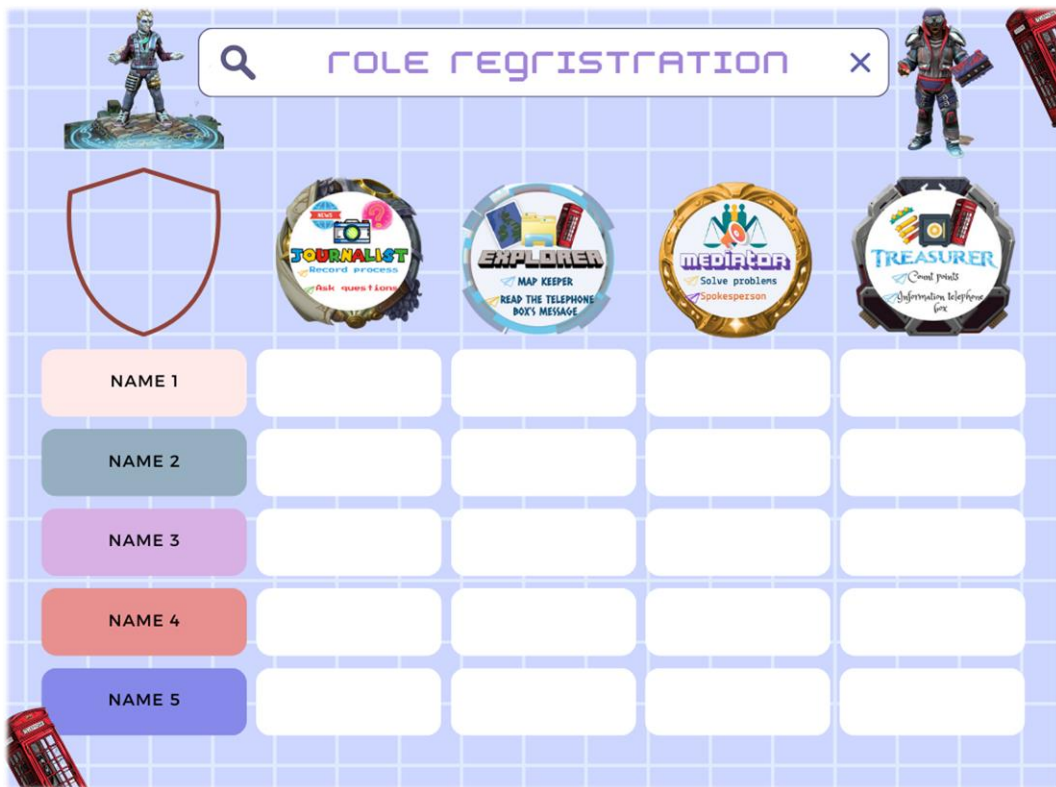 ROLE REGRISTRATION
NEWS
?
JOURNALIST
Record process
Ask questions
EXPLORER
MAP KEEPER
READ THE TELEPHONE
BOX'S MESSAGE
MEDIATOR
Solve problems
Spokesperson
TREASURER
Count points
Information telephone
box
NAME 1
NAME 2
NAME 3
NAME 4
NAME 5